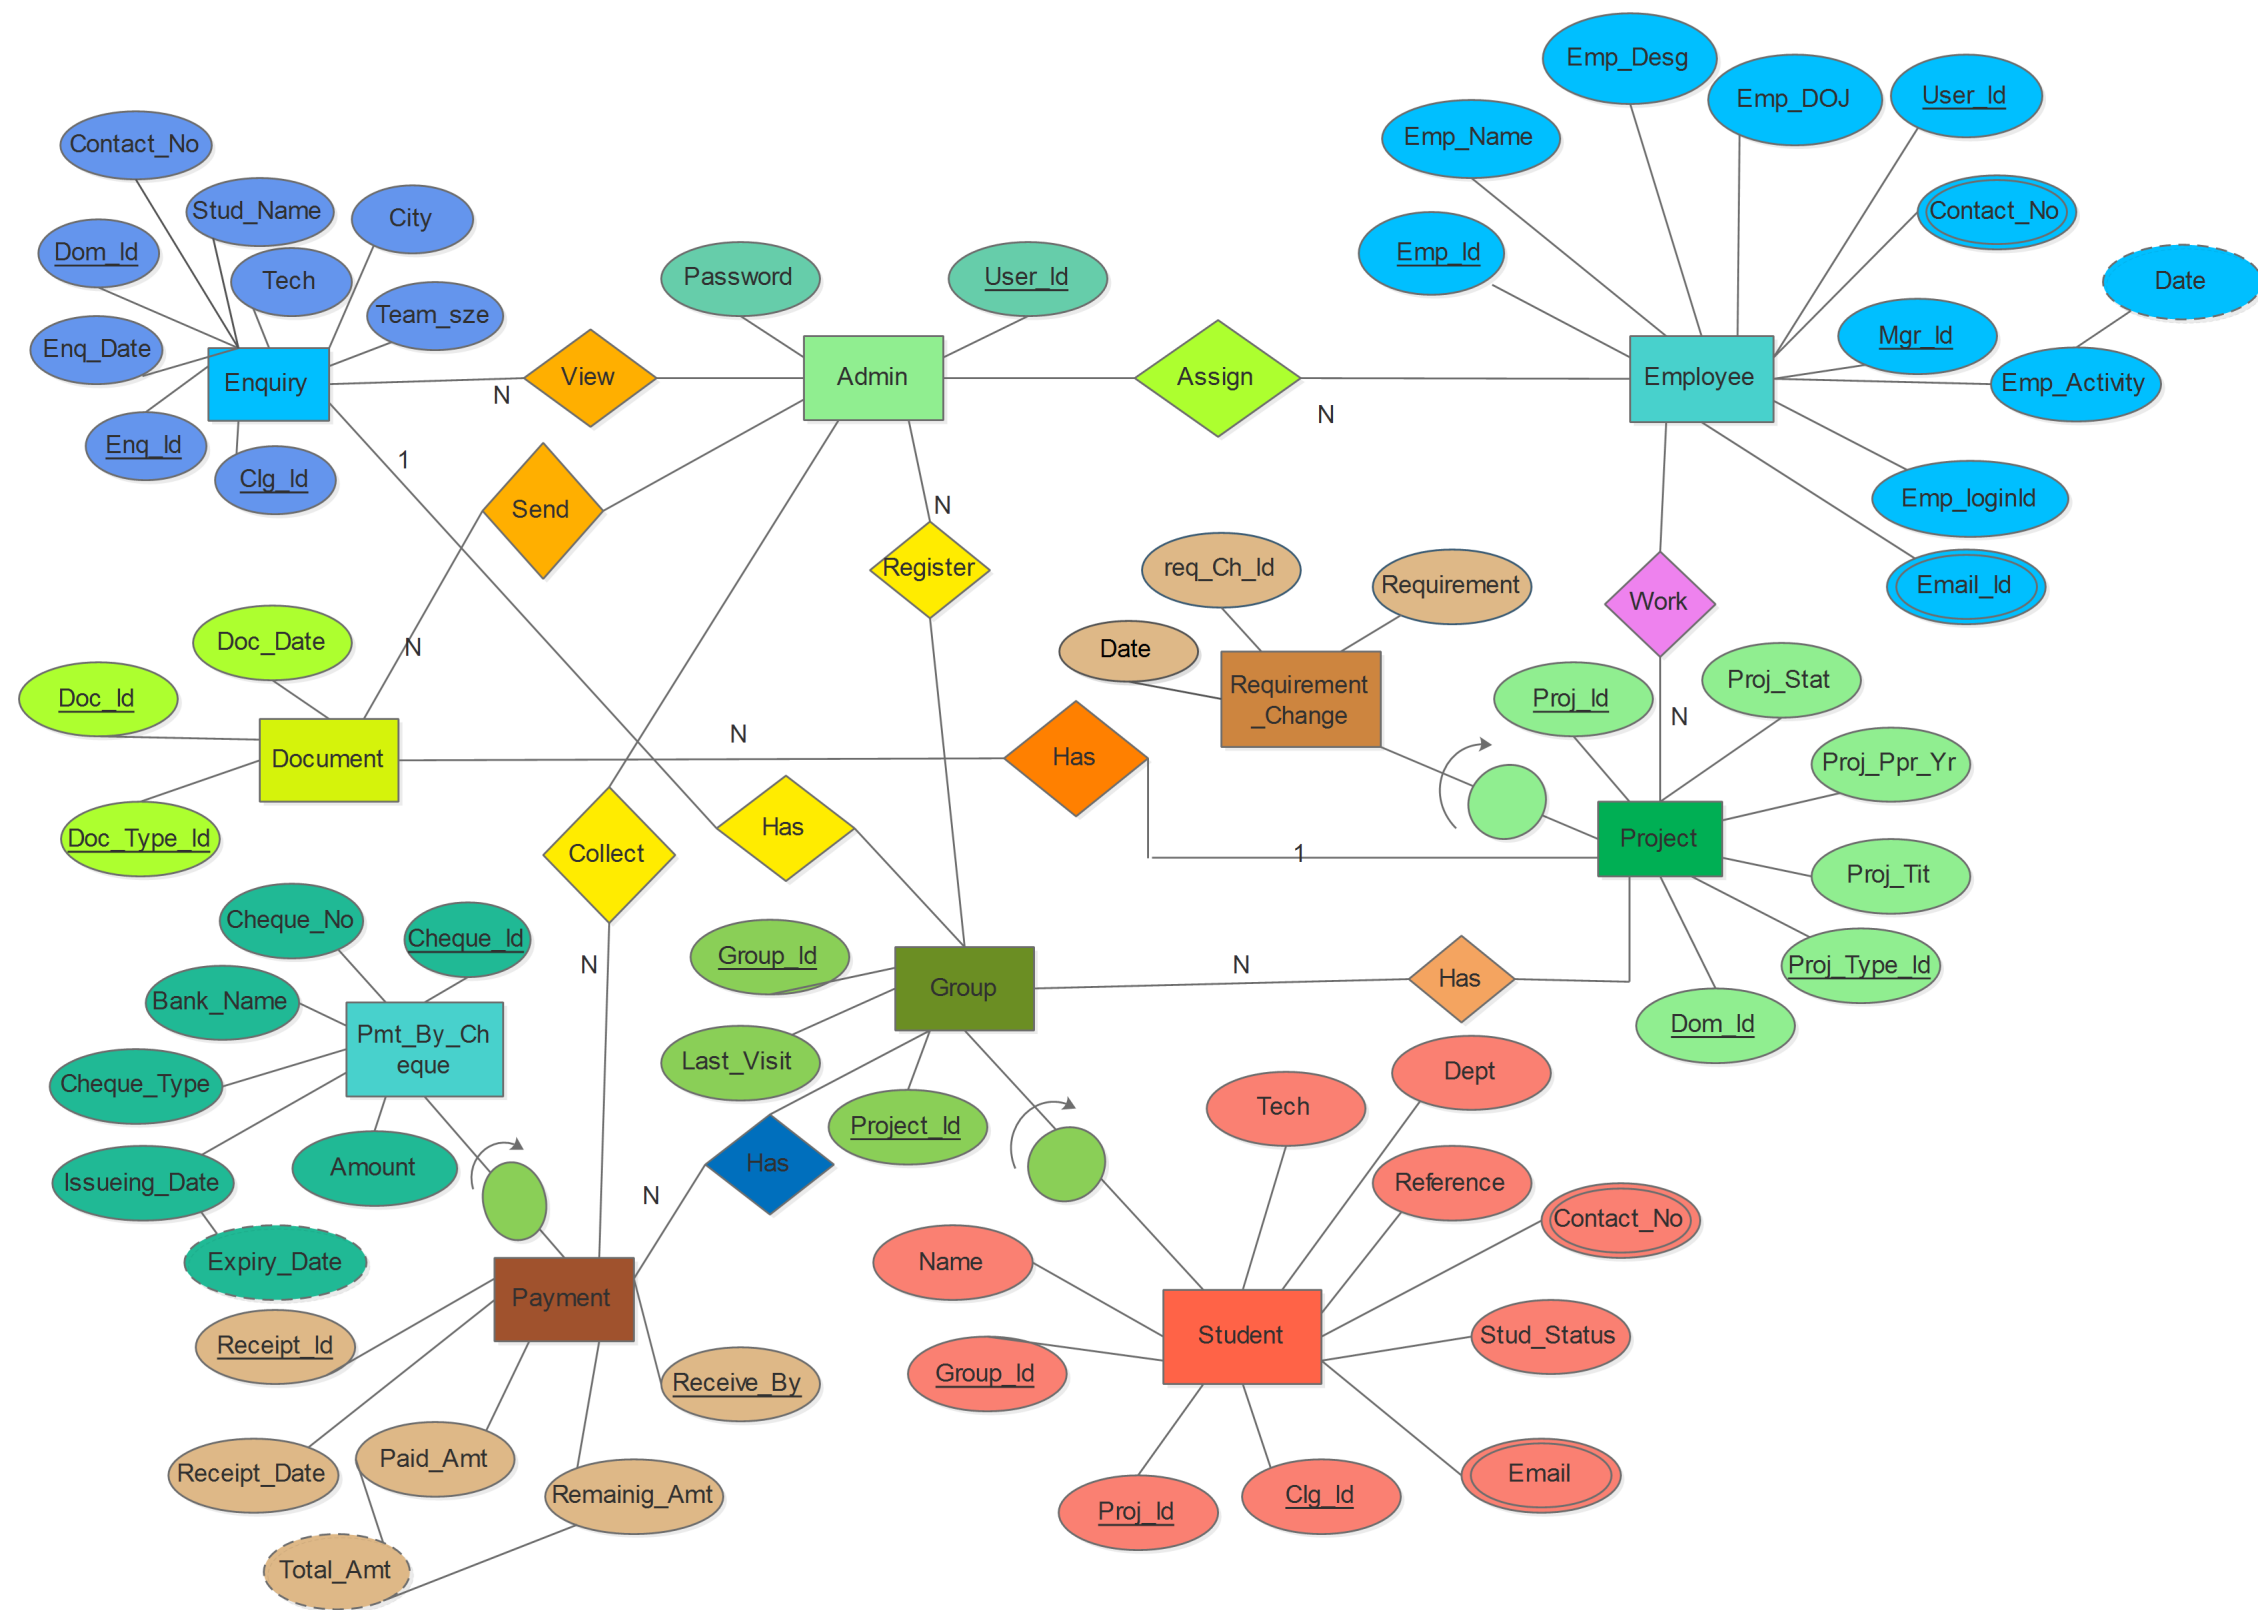 Emp_Desg
Emp_DOJ
User_Id
Contact_No
Emp_Name
Stud_Name
City
Contact_No
Dom_Id
Emp_Id
Tech
Password
User_Id
Date
Team_sze
Mgr_Id
Enq_Date
Enquiry
N
View
Admin
Assign
N
Employee
Emp_Activity
Enq_Id
1
Clg_Id
Send
N
Emp_loginId
Register
req_Ch_Id
Requirement
Work
Email_Id
Doc_Date
N
Date
Doc_Id
Requirement
_Change
Proj_Id
Proj_Stat
N
N
Document
Has
Proj_Ppr_Yr
Doc_Type_Id
Has
Collect
1
Project
Proj_Tit
Cheque_No
Cheque_Id
N
Group_Id
N
Has
Proj_Type_Id
Bank_Name
Group
Pmt_By_Ch
eque
Dom_Id
Cheque_Type
Last_Visit
Dept
Tech
Project_Id
Issueing_Date
Amount
N
Has
Reference
Contact_No
Expiry_Date
Name
Payment
Receipt_Id
Student
Stud_Status
Receive_By
Group_Id
Receipt_Date
Paid_Amt
Remainig_Amt
Proj_Id
Clg_Id
Email
Total_Amt